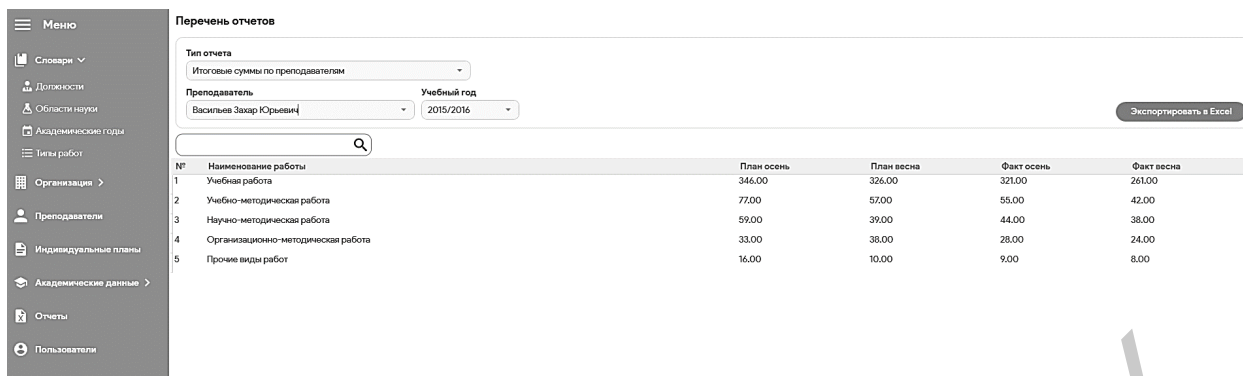 Меню
Словари
Должности
Области науки
Академические годы
Типы работ
Организация
Преподаватели
Индивидуальные планы
Академические данные
Отчеты
Пользователи
Перечень отчетов
Тип отчета
Итоговые суммы по преподавателям
Преподаватель Учебный год
Васильев Захар Юрьевич 2015/2016
Экспортировать в Excel
№ Наименование работы План осень План весна Факт осень Факт весна
1 Учебная работа 346.00 326.00 321.00 261.00
2 Учебно-методическая работа 77.00 57.00 55.00 42.00
3 Научно-методическая работа 59.00 39.00 44.00 38.00
4 Организационно-методическая работа 33.00 38.00 28.00 24.00
5 Прочие виды работ 16.00 10.00 9.00 8.00